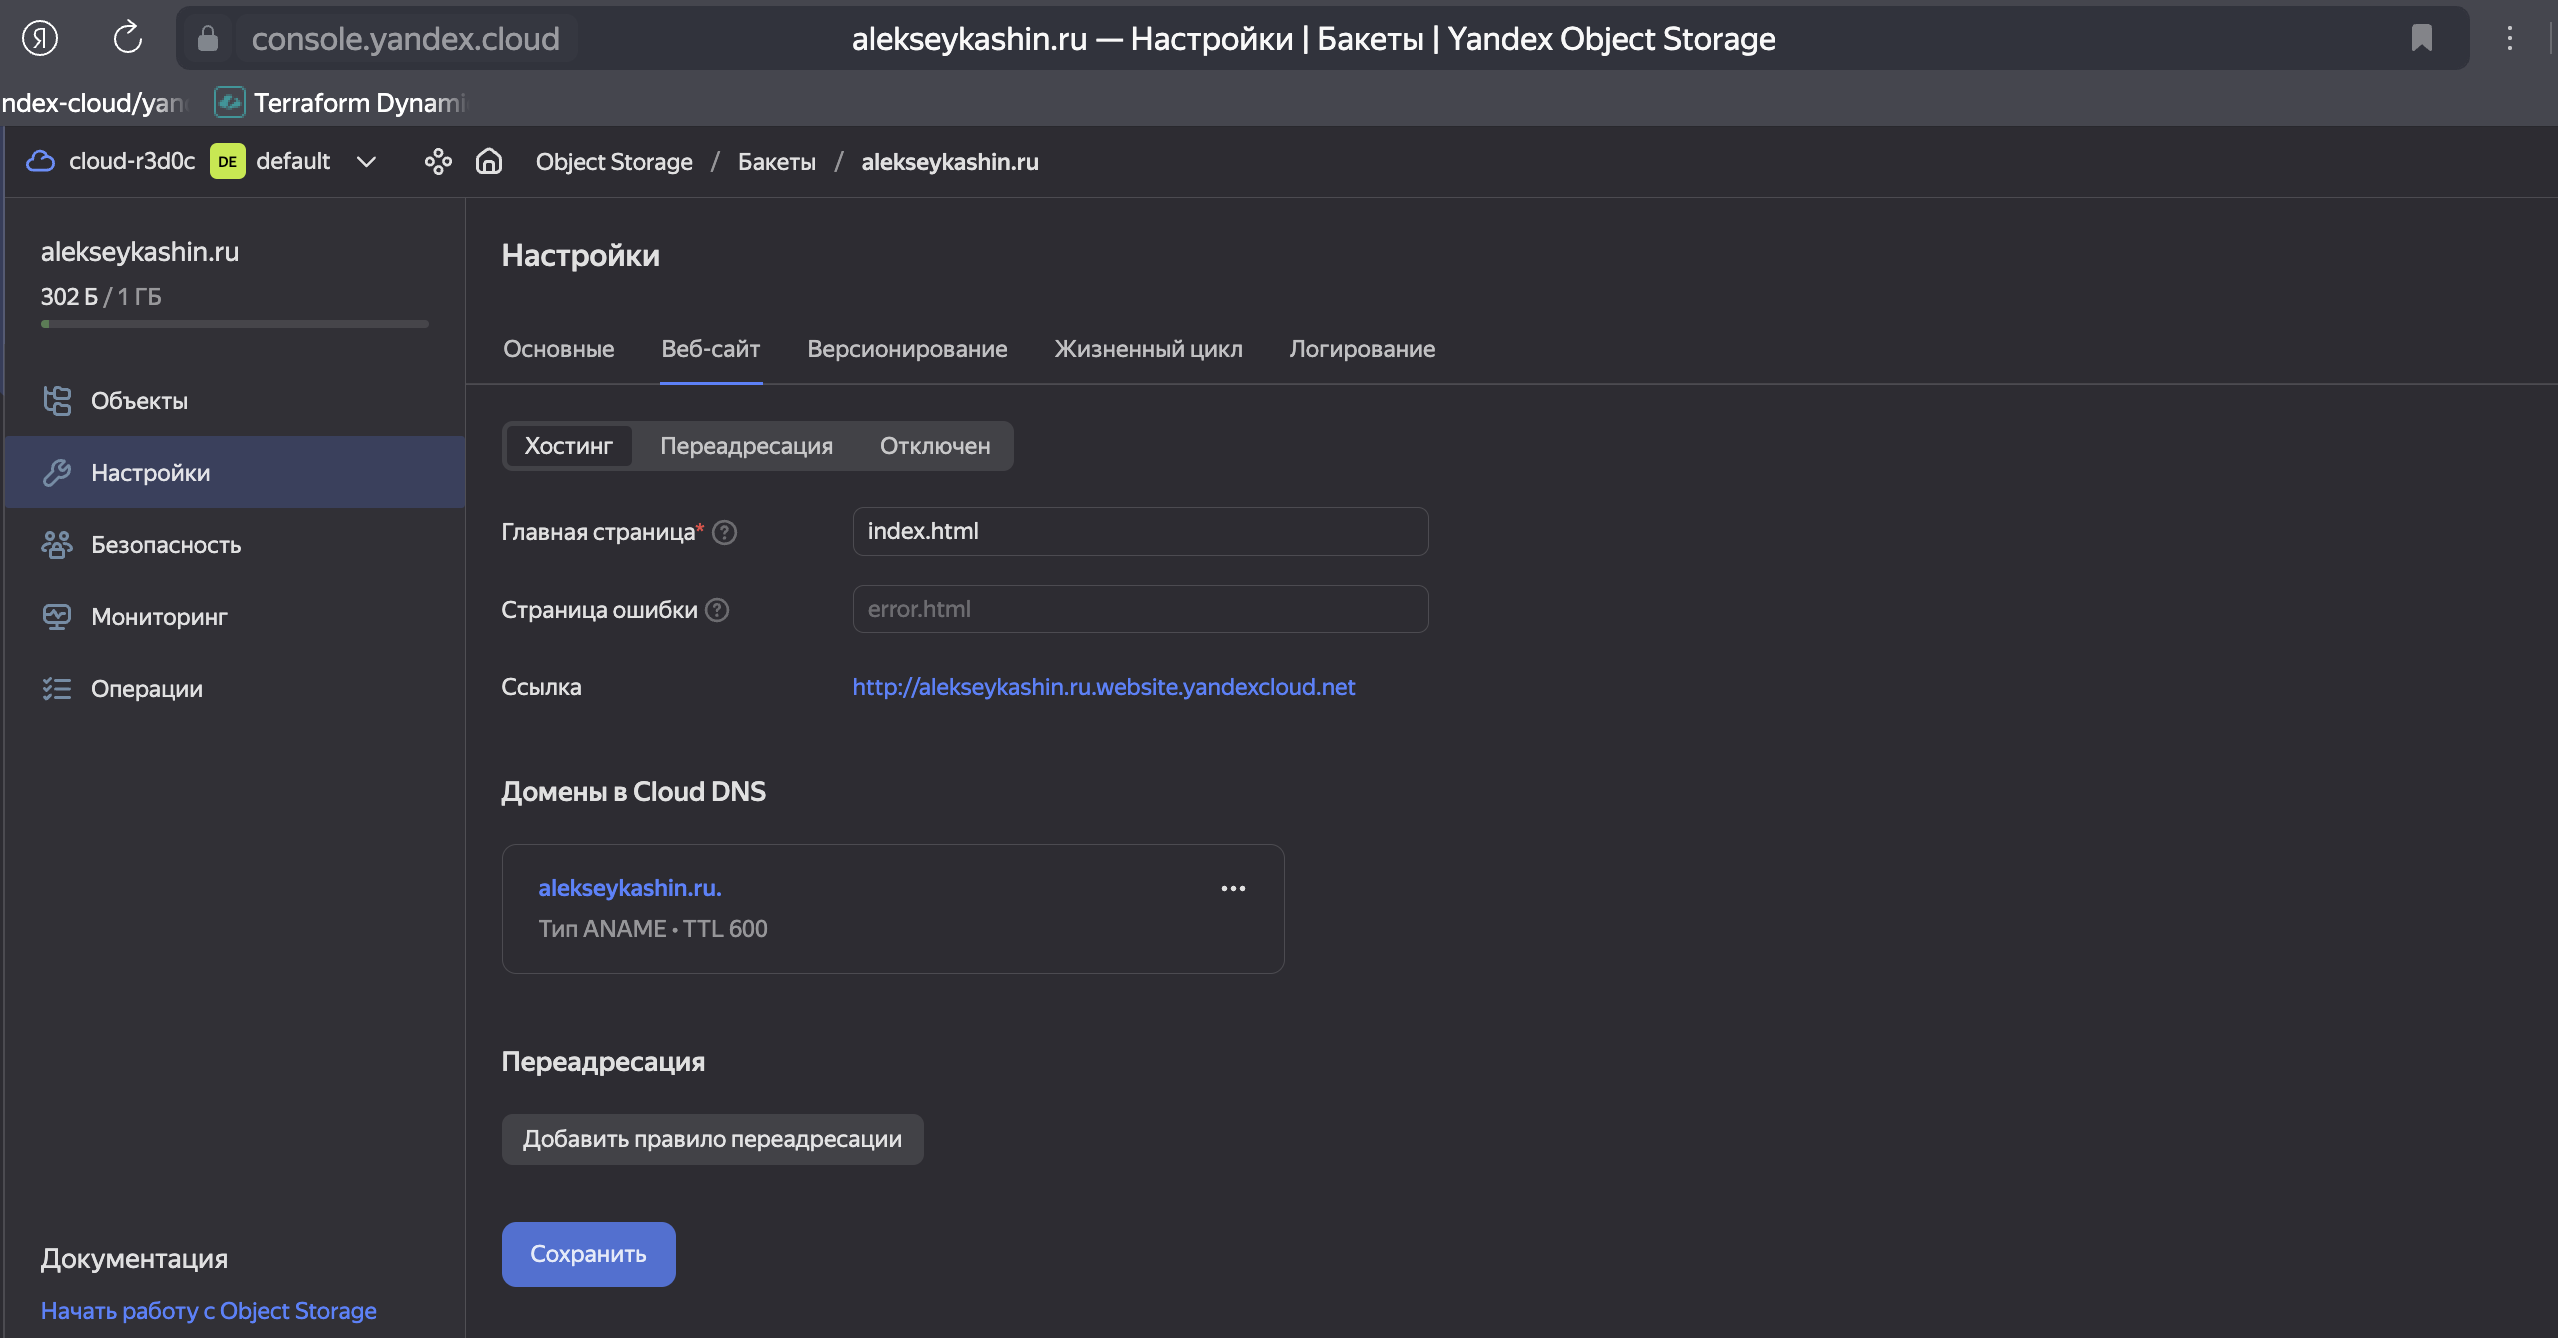 console.yandex.cloud
alekseykashin.ru — Настройки | Бакеты | Yandex Object Storage
ndex-cloud/yan
Terraform Dynami
cloud-r3d0c DE default
Object Storage / Бакеты / alekseykashin.ru
alekseykashin.ru
302 Б / 1 ГБ
Объекты
Настройки
Безопасность
Мониторинг
Операции
Документация
Начать работу с Object Storage
Настройки
Основные Веб-сайт Версионирование Жизненный цикл Логирование
Хостинг Переадресация Отключен
Главная страница* index.html
Страница ошибки error.html
Ссылка http://alekseykashin.ru.website.yandexcloud.net
Домены в Cloud DNS
alekseykashin.ru.
Тип ANAME • TTL 600
Переадресация
Добавить правило переадресации
Сохранить